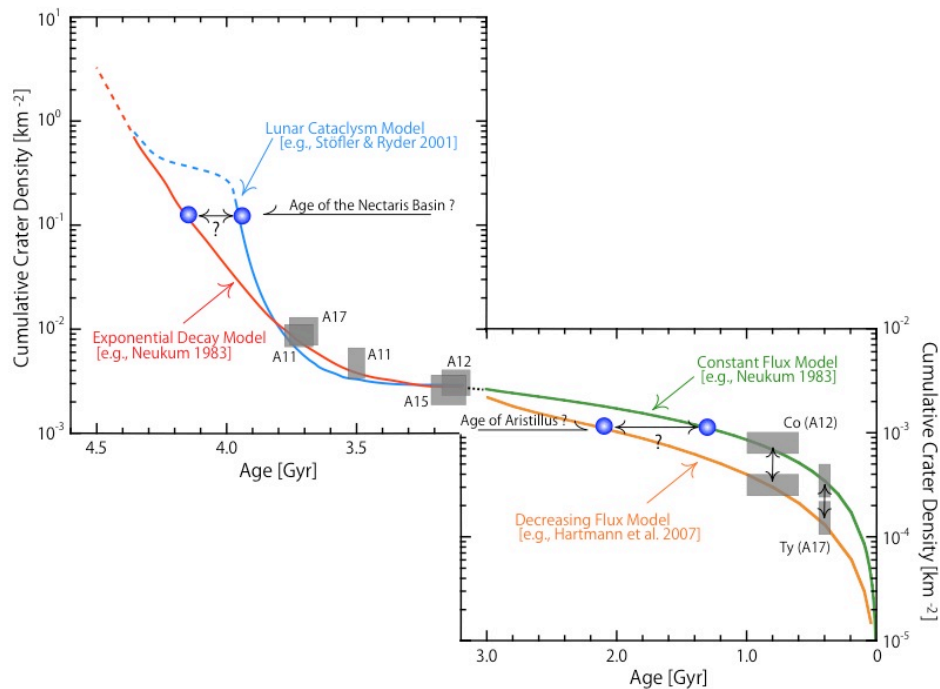 10¹
10⁰
10⁻¹
10⁻²
10⁻³
Cumulative Crater Density [km⁻²]
Lunar Cataclysm Model
[e.g., Stöfler & Ryder 2001]
Age of the Nectaris Basin ?
?
Exponential Decay Model
[e.g., Neukum 1983]
A17
A11
A11
A12
A15
4.5
4.0
3.5
Age [Gyr]
10⁻²
10⁻³
10⁻⁴
10⁻⁵
Cumulative Crater Density [km⁻²]
Constant Flux Model
[e.g., Neukum 1983]
Age of Aristillus ?
?
Co (A12)
Decreasing Flux Model
[e.g., Hartmann et al. 2007]
Ty (A17)
3.0
2.0
1.0
0
Age [Gyr]